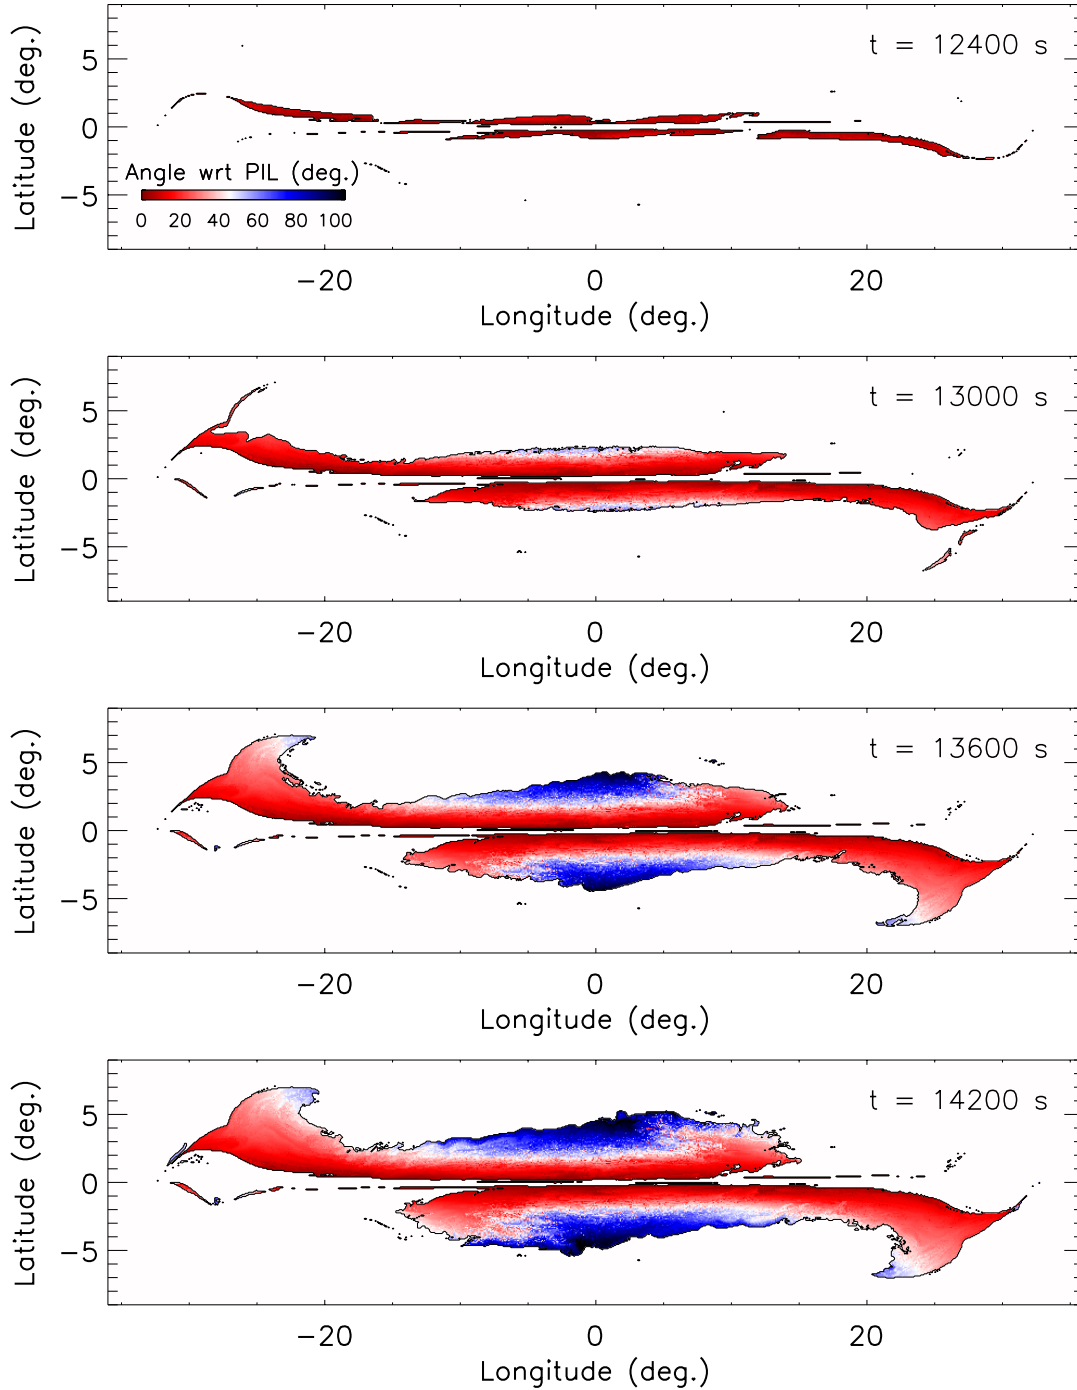 t = 12400 s
Latitude (deg.)
5
0
−5
Angle wrt PIL (deg.)
0 20 40 60 80 100
−20 0 20
Longitude (deg.)
t = 13000 s
Latitude (deg.)
5
0
−5
−20 0 20
Longitude (deg.)
t = 13600 s
Latitude (deg.)
5
0
−5
−20 0 20
Longitude (deg.)
t = 14200 s
Latitude (deg.)
5
0
−5
−20 0 20
Longitude (deg.)